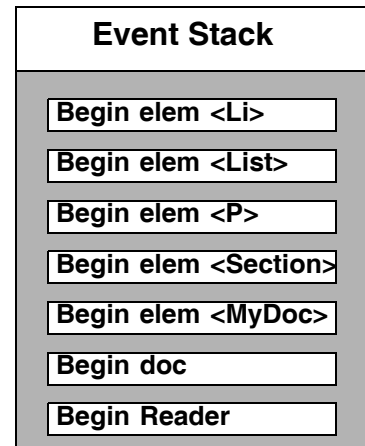 Event Stack
Begin elem <Li>
Begin elem <List>
Begin elem <P>
Begin elem <Section>
Begin elem <MyDoc>
Begin doc
Begin Reader